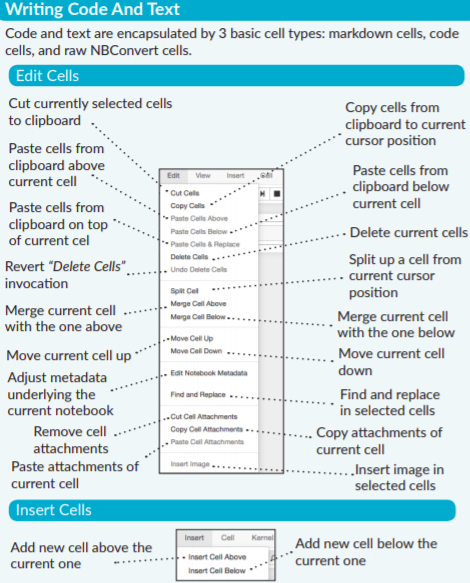 Writing Code And Text
Code and text are encapsulated by 3 basic cell types: markdown cells, code
cells, and raw NBConvert cells.
Edit Cells
Cut currently selected cells
to clipboard
Paste cells from
clipboard above
current cell
Paste cells from
clipboard on top
of current cel
Revert "Delete Cells"
invocation
Merge current cell
with the one above
Move current cell up
Adjust metadata
underlying the
current notebook
Remove cell
attachments
Paste attachments of
current cell
Edit View Insert Cell
Cut Cells
Copy Cells
Paste Cells Above
Paste Cells Below
Paste Cells & Replace
Delete Cells
Undo Delete Cells
Split Cell
Merge Cell Above
Merge Cell Below
Move Cell Up
Move Cell Down
Edit Notebook Metadata
Find and Replace
Cut Cell Attachments
Copy Cell Attachments
Paste Cell Attachments
Insert Image
Copy cells from
clipboard to current
cursor position
Paste cells from
clipboard below
current cell
Delete current cells
Split up a cell from
current cursor
position
Merge current cell
with the one below
Move current cell
down
Find and replace
in selected cells
Copy attachments of
current cell
Insert image in
selected cells
Insert Cells
Add new cell above the
current one
Insert Cell Kernel
Insert Cell Above
Insert Cell Below
Add new cell below the
current one